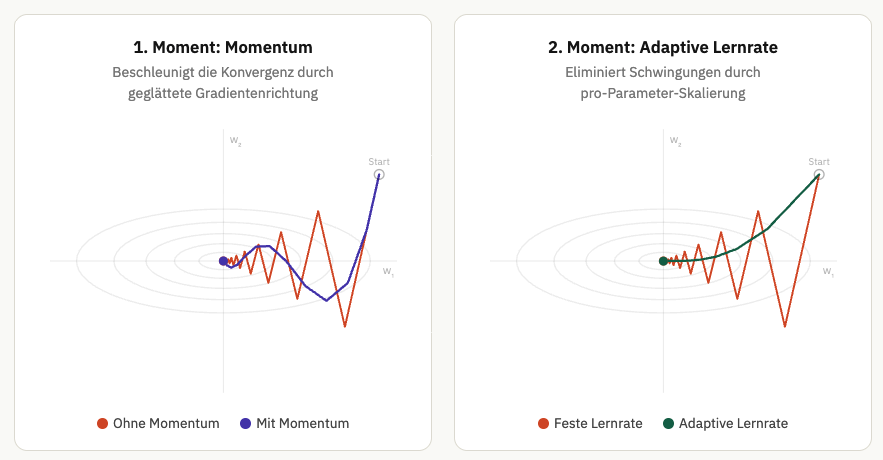 1. Moment: Momentum
Beschleunigt die Konvergenz durch
geglättete Gradientenrichtung
w₂
Start
w₁
Ohne Momentum
Mit Momentum
2. Moment: Adaptive Lernrate
Eliminiert Schwingungen durch
pro-Parameter-Skalierung
w₂
Start
w₁
Feste Lernrate
Adaptive Lernrate